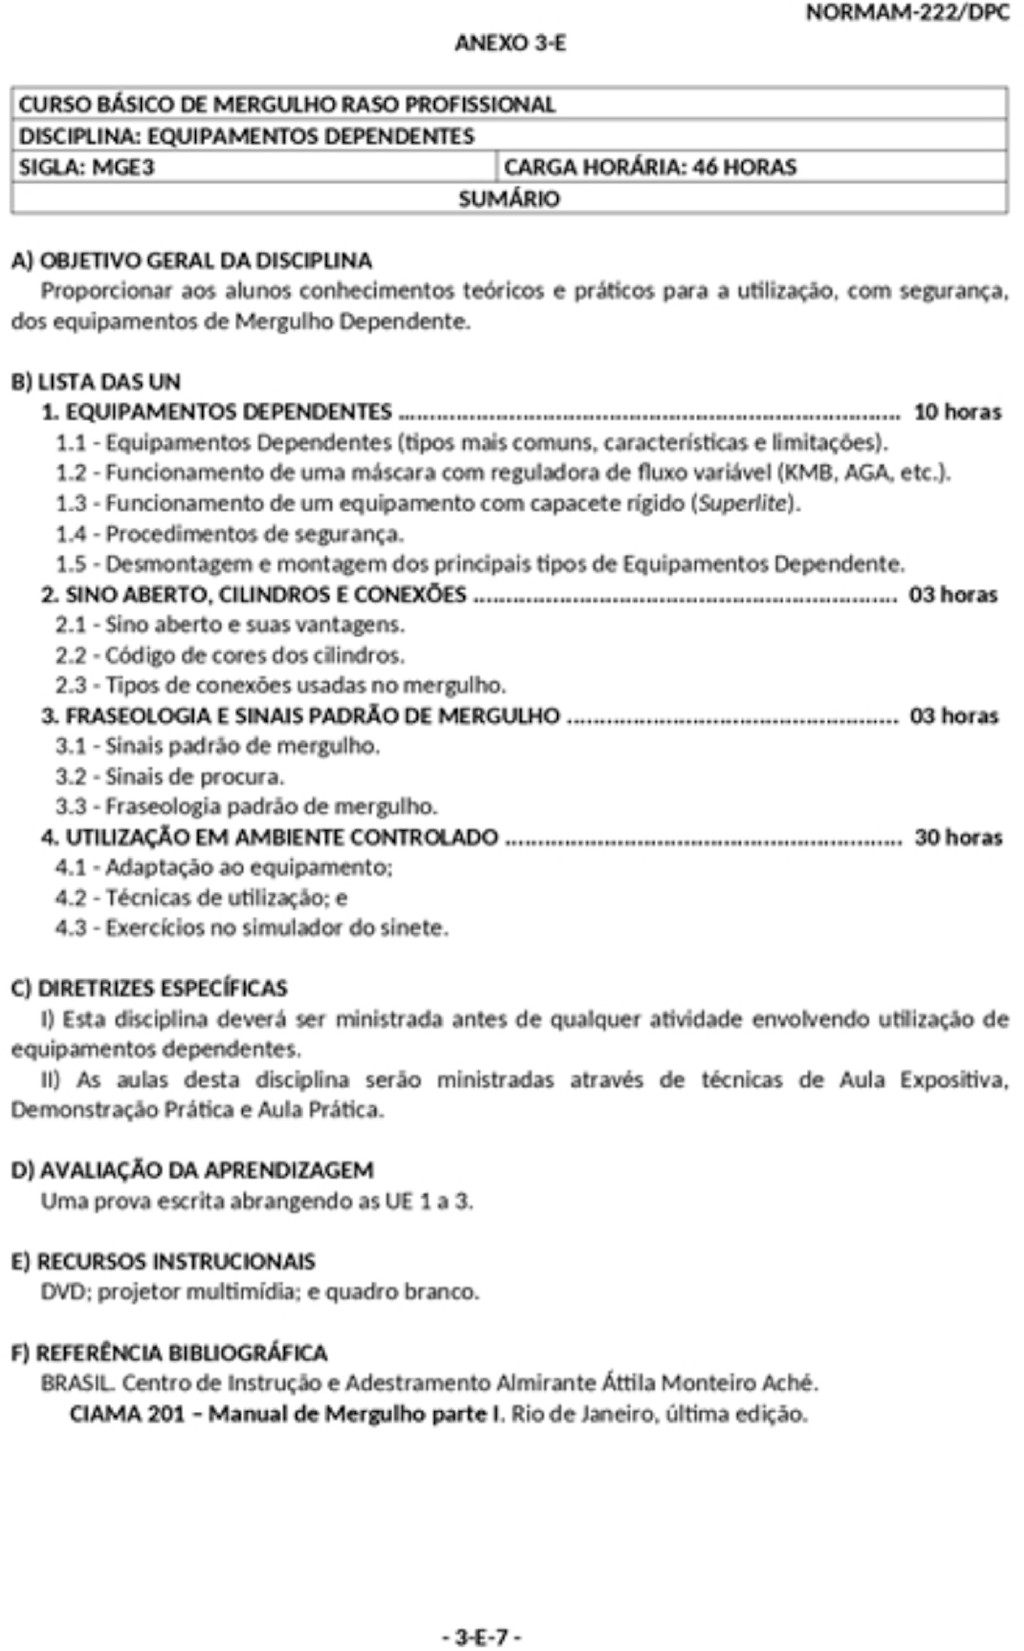 NORMAM-222/DPC
ANEXO 3-E
CURSO BÁSICO DE MERGULHO RASO PROFISSIONAL
DISCIPLINA: EQUIPAMENTOS DEPENDENTES
SIGLA: MGE3 CARGA HORÁRIA: 46 HORAS
SUMÁRIO
A) OBJETIVO GERAL DA DISCIPLINA
Proporcionar aos alunos conhecimentos teóricos e práticos para a utilização, com segurança,
dos equipamentos de Mergulho Dependente.
B) LISTA DAS UN
1. EQUIPAMENTOS DEPENDENTES ............................................................................ 10 horas
1.1 - Equipamentos Dependentes (tipos mais comuns, características e limitações).
1.2 - Funcionamento de uma máscara com reguladora de fluxo variável (KMB, AGA, etc.).
1.3 - Funcionamento de um equipamento com capacete rígido (Superlite).
1.4 - Procedimentos de segurança.
1.5 - Desmontagem e montagem dos principais tipos de Equipamentos Dependente.
2. SINO ABERTO, CILINDROS E CONEXÕES ................................................................ 03 horas
2.1 - Sino aberto e suas vantagens.
2.2 - Código de cores dos cilindros.
2.3 - Tipos de conexões usadas no mergulho.
3. FRASEOLOGIA E SINAIS PADRÃO DE MERGULHO .................................................. 03 horas
3.1 - Sinais padrão de mergulho.
3.2 - Sinais de procura.
3.3 - Fraseologia padrão de mergulho.
4. UTILIZAÇÃO EM AMBIENTE CONTROLADO ............................................................ 30 horas
4.1 - Adaptação ao equipamento;
4.2 - Técnicas de utilização; e
4.3 - Exercícios no simulador do sinete.
C) DIRETRIZES ESPECÍFICAS
I) Esta disciplina deverá ser ministrada antes de qualquer atividade envolvendo utilização de
equipamentos dependentes.
II) As aulas desta disciplina serão ministradas através de técnicas de Aula Expositiva,
Demonstração Prática e Aula Prática.
D) AVALIAÇÃO DA APRENDIZAGEM
Uma prova escrita abrangendo as UE 1 a 3.
E) RECURSOS INSTRUCIONAIS
DVD; projetor multimídia; e quadro branco.
F) REFERÊNCIA BIBLIOGRÁFICA
BRASIL. Centro de Instrução e Adestramento Almirante Áttila Monteiro Aché.
CIAMA 201 – Manual de Mergulho parte I. Rio de Janeiro, última edição.
- 3-E-7 -